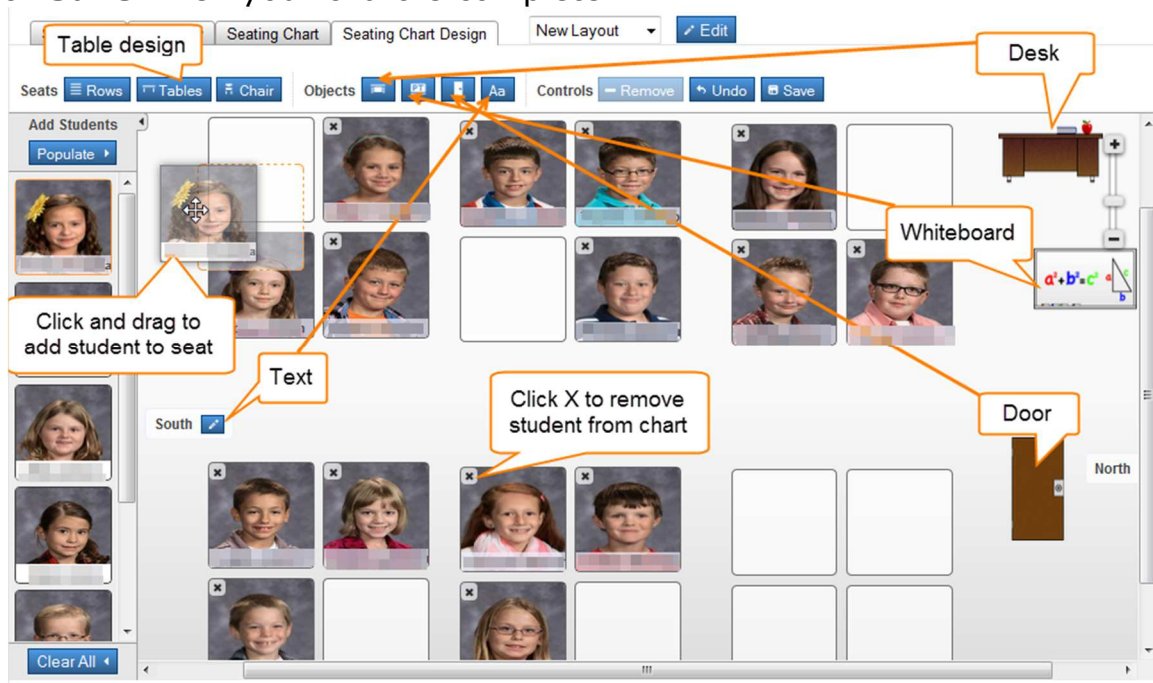 Seating Chart
Seating Chart Design
New Layout
Edit
Table design
Desk
Seats Rows Tables Chair Objects PT Aa Controls Remove Undo Save
Add Students
Populate
Whiteboard
a²+b²=c²
a
c
b
Click and drag to
add student to seat
Text
South
Click X to remove
student from chart
Door
North
Clear All